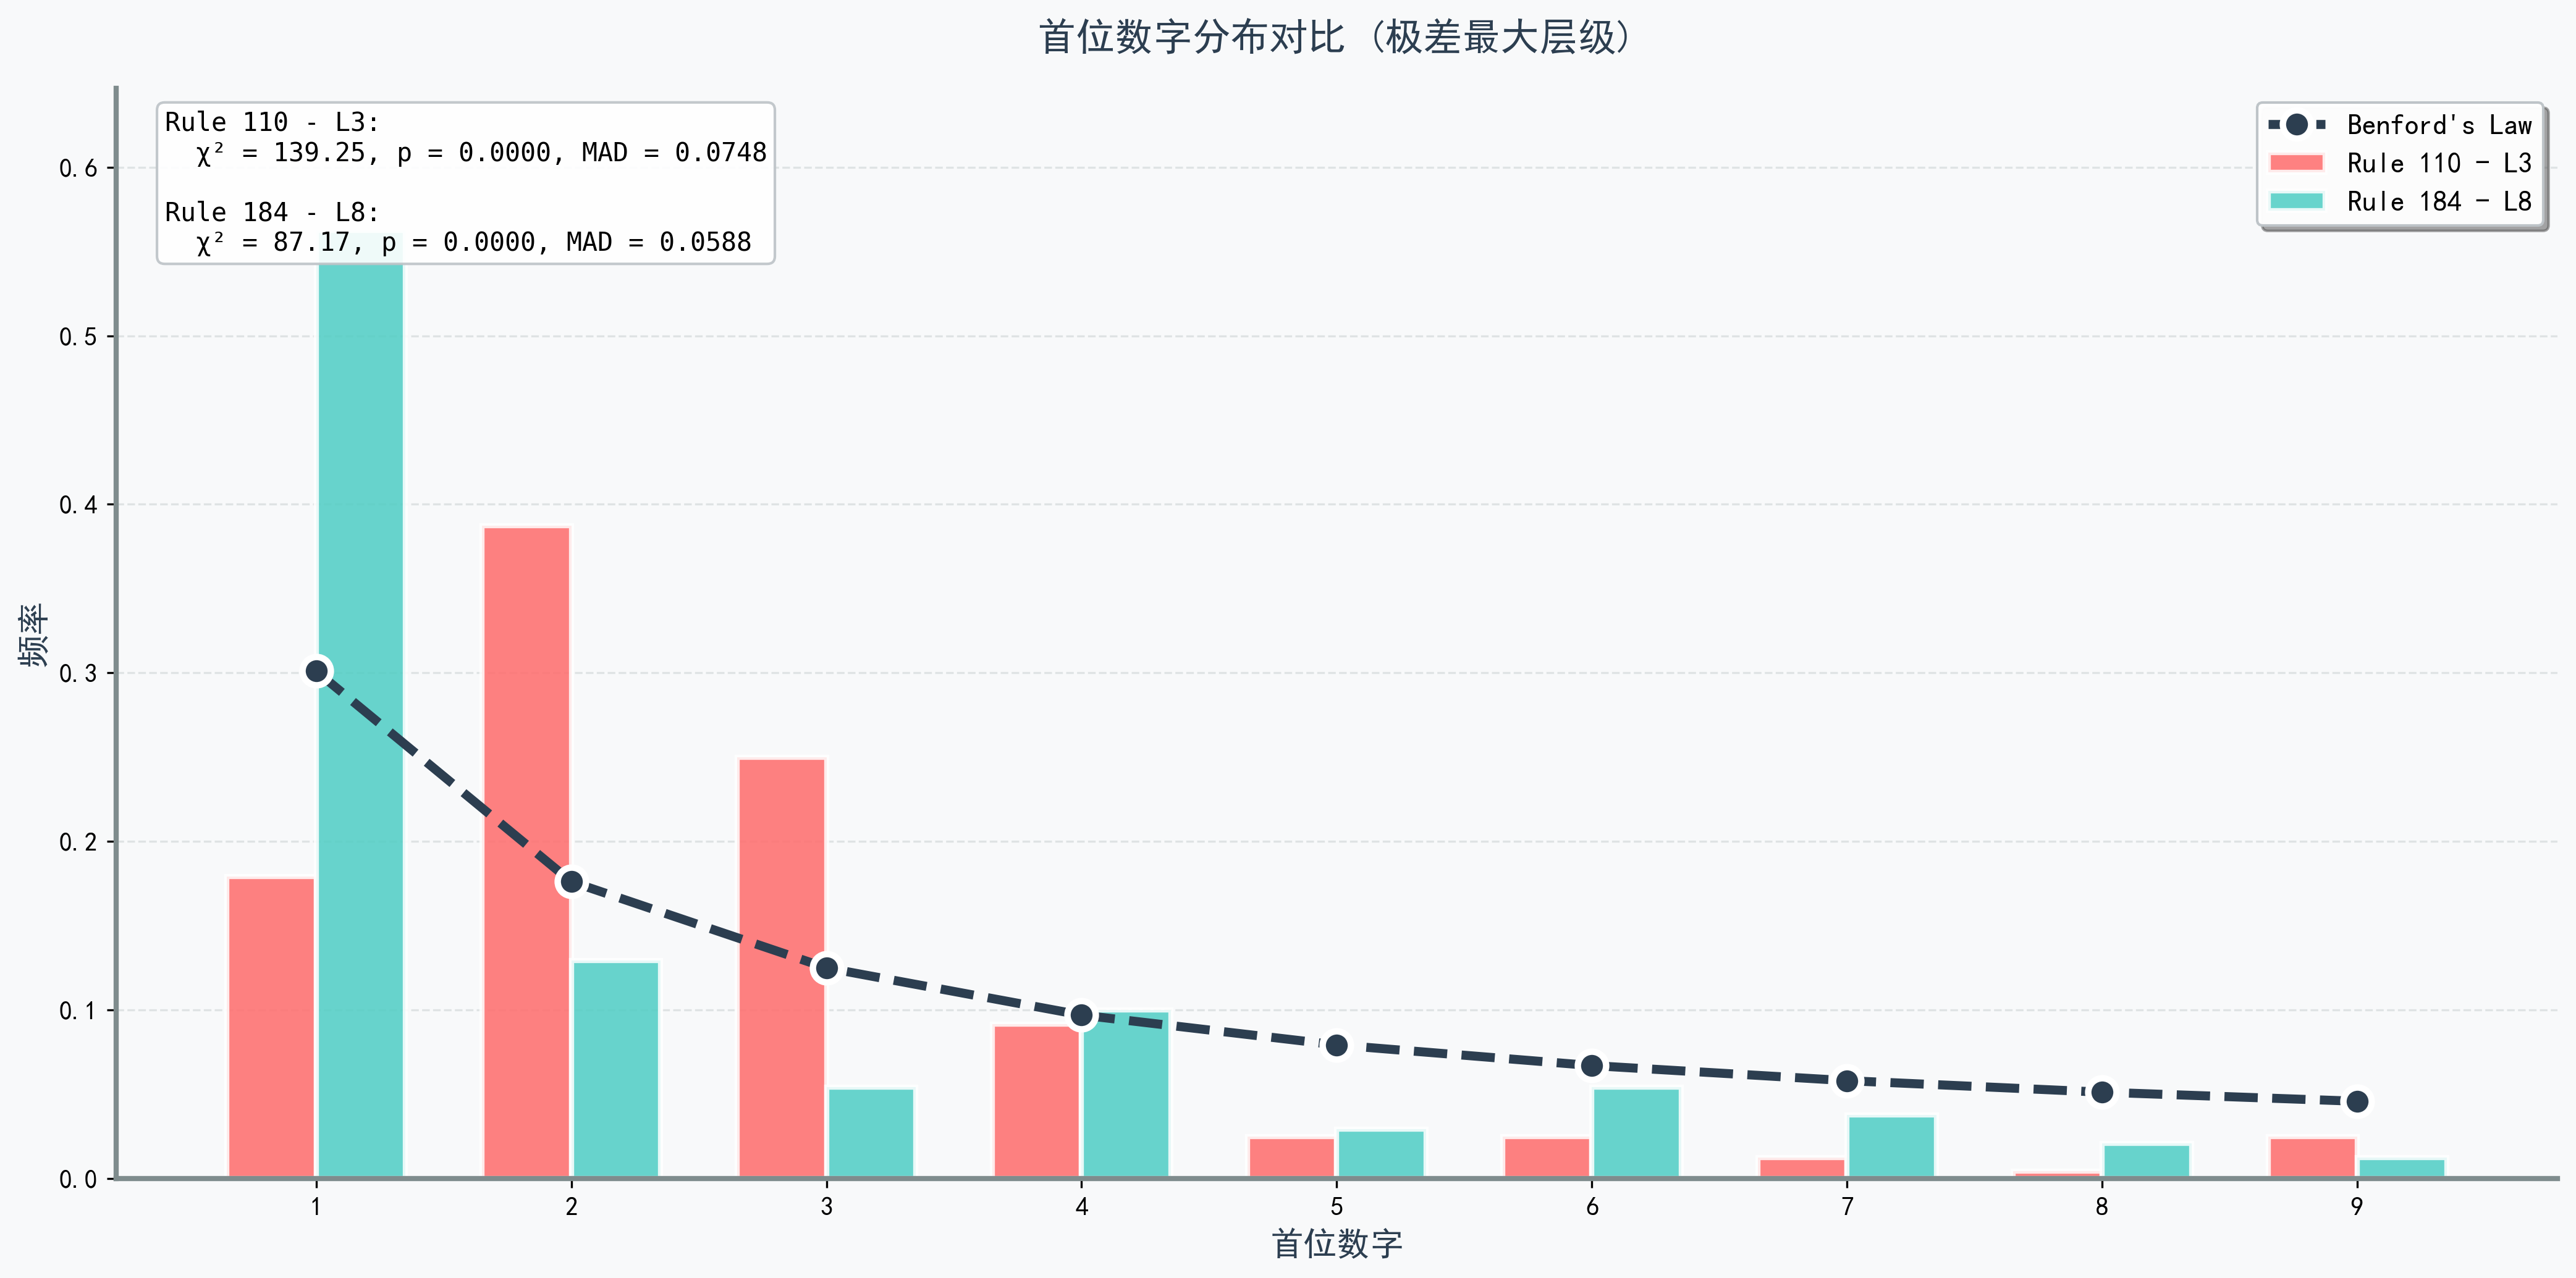 首位数字分布对比 (极差最大层级)
Rule 110 - L3:
χ² = 139.25, p = 0.0000, MAD = 0.0748
Rule 184 - L8:
χ² = 87.17, p = 0.0000, MAD = 0.0588
Benford's Law
Rule 110 - L3
Rule 184 - L8
频率
0.6
0.5
0.4
0.3
0.2
0.1
0.0
1 2 3 4 5 6 7 8 9
首位数字